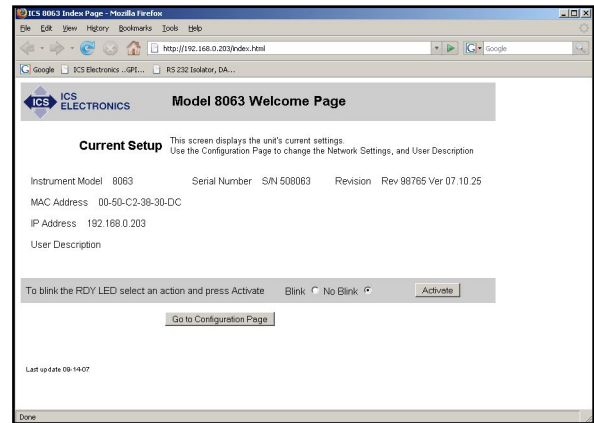 ICS 8063 Index Page - Mozilla Firefox
File Edit View History Bookmarks Tools Help
http://192.168.0.203/index.html
Google
Google ICS Electronics ..GPI... RS 232 Isolator, DA...
ICS
ICS
ELECTRONICS
Model 8063 Welcome Page
Current Setup
This screen displays the unit's current settings.
Use the Configuration Page to change the Network Settings, and User Description
Instrument Model 8063 Serial Number S/N 508063 Revision Rev 98765 Ver 07.10.25
MAC Address 00-50-C2-38-30-DC
IP Address 192.168.0.203
User Description
To blink the RDY LED select an action and press Activate Blink No Blink Activate
Go to Configuration Page
Last update 09-14-07
Done